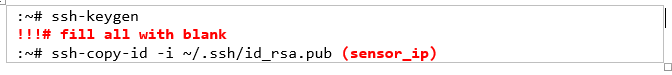 :~# ssh-keygen
!!!# fill all with blank
:~# ssh-copy-id -i ~/.ssh/id_rsa.pub (sensor_ip)